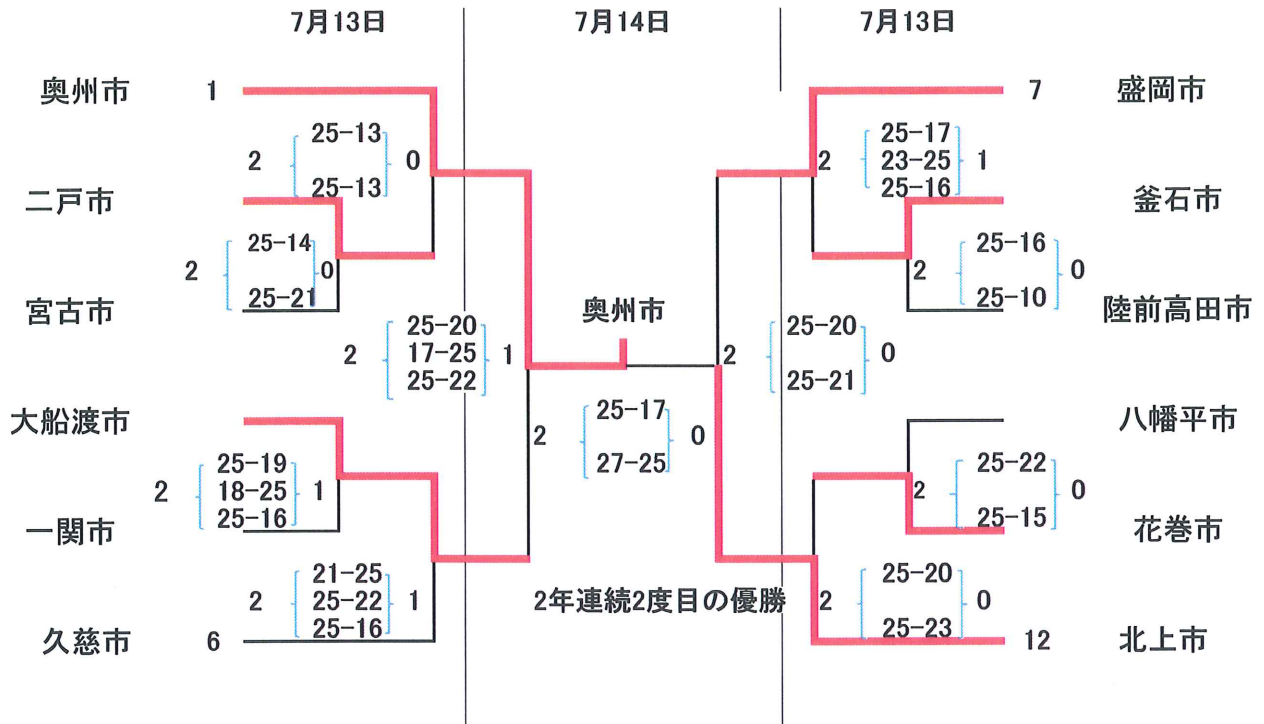 7月13日 7月14日 7月13日
奥州市 1 7 盛岡市
25-13 25-17
2 0 2 23-25 1
25-13 25-16
二戸市 釜石市
25-14 25-16
2 0 2 0
25-21 25-10
宮古市 奥州市 陸前高田市
25-20 25-20
2 17-25 1 2 0
25-22 25-21
大船渡市 25-17 八幡平市
2 0
25-19 27-25 25-22
2 18-25 1 2 0
25-16 25-15
一関市 花巻市
21-25 25-20
2 25-22 1 2年連続2度目の優勝 2 0
25-16 25-23
久慈市 6 12 北上市